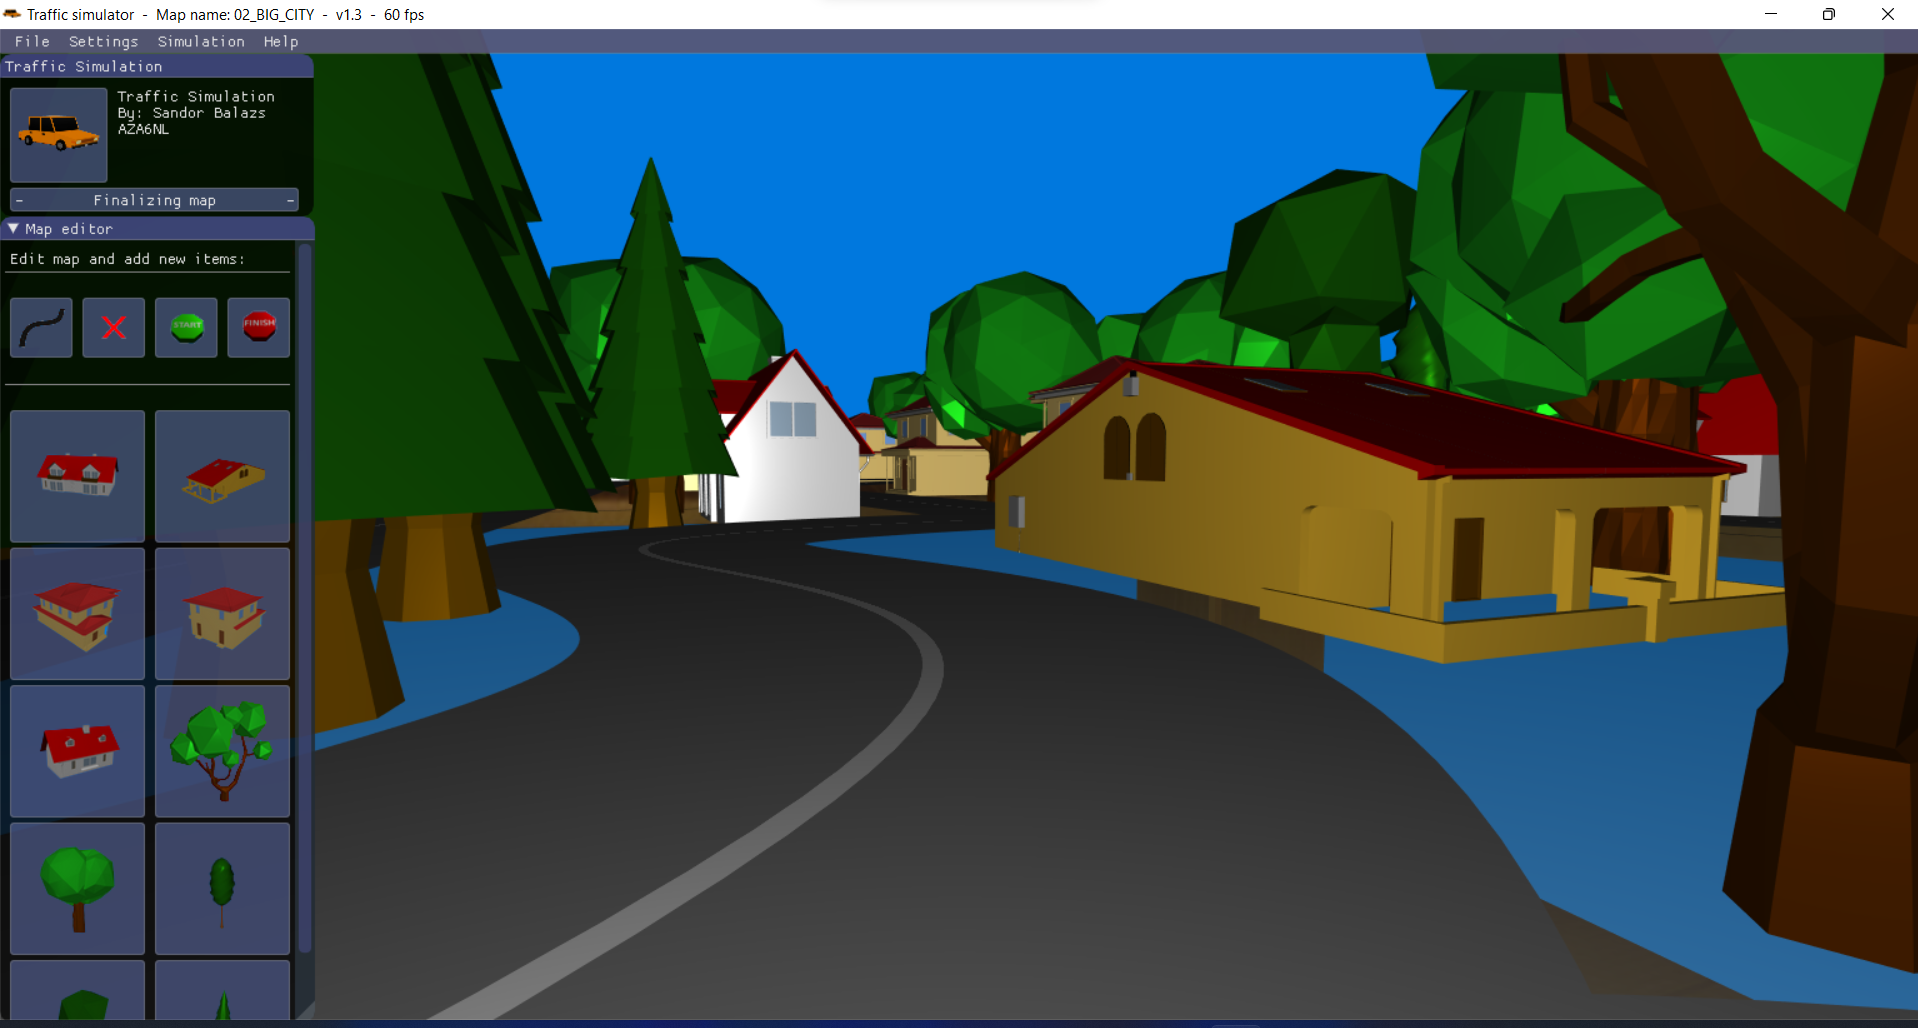 Traffic simulator - Map name: 02_BIG_CITY - v1.3 - 60 fps
File Settings Simulation Help
Traffic Simulation
Traffic Simulation
By: Sandor Balazs
AZA6NL
- Finalizing map -
Map editor
Edit map and add new items:
START
FINISH